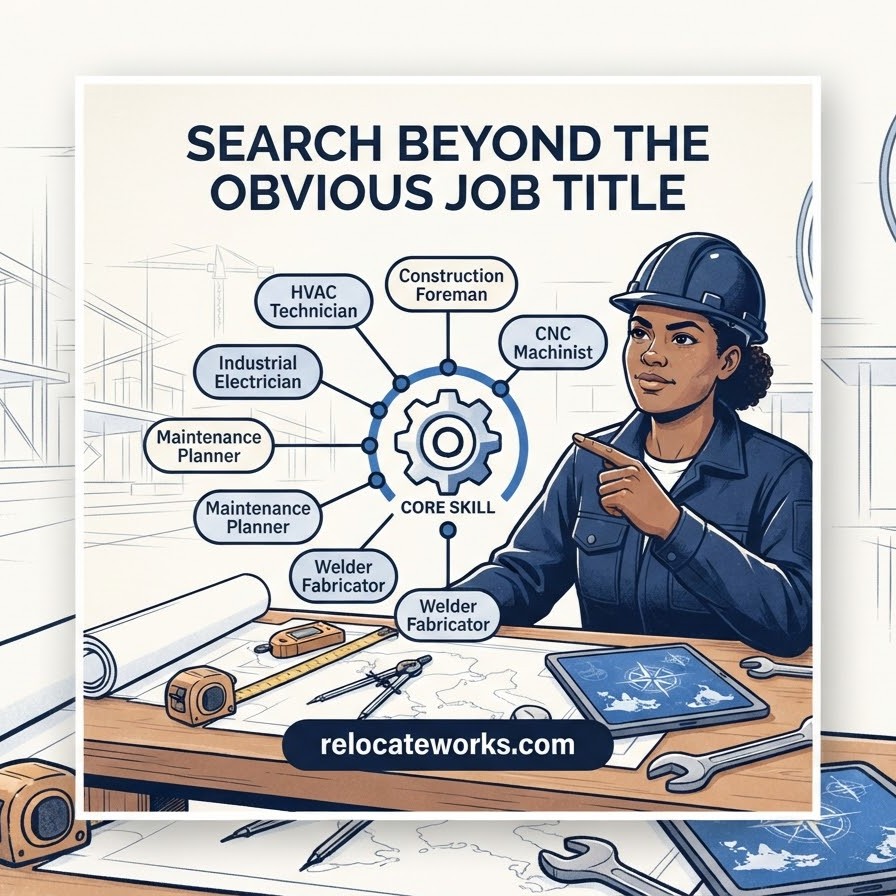 SEARCH BEYOND THE
OBVIOUS JOB TITLE
Construction
Foreman
HVAC
Technician
CNC
Machinist
Industrial
Electrician
Maintenance
Planner
Maintenance
Planner
CORE SKILL
Welder
Fabricator
Welder
Fabricator
relocateworks.com